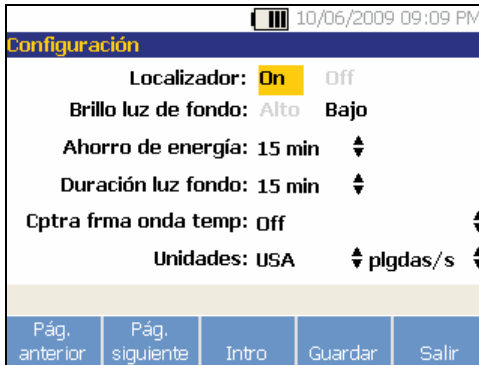 10/06/2009 09:09 PM
Configuración
Localizador: On Off
Brillo luz de fondo: Alto Bajo
Ahorro de energía: 15 min
Duración luz fondo: 15 min
Cptra frma onda temp: Off
Unidades: USA plgdas/s
Pág. anterior Pág. siguiente Intro Guardar Salir